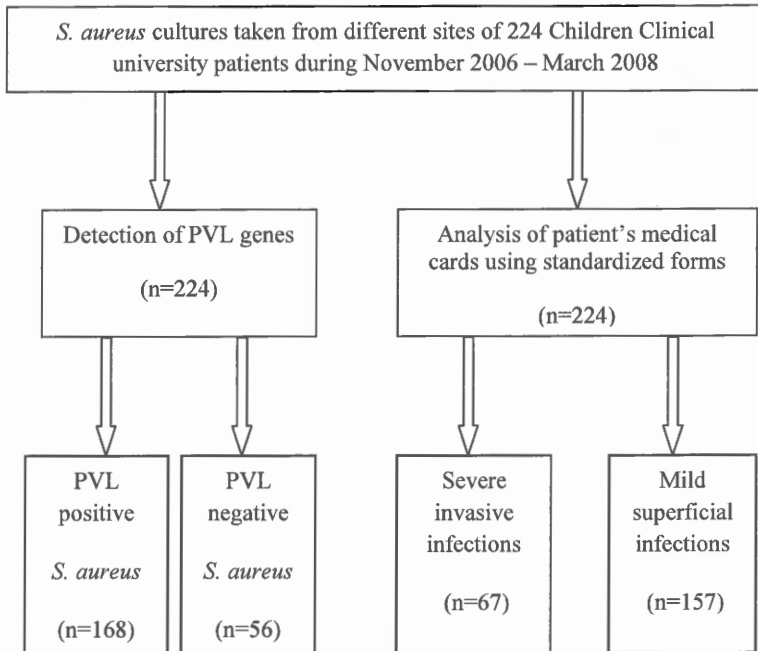 S. aureus cultures taken from different sites of 224 Children Clinical
university patients during November 2006 – March 2008
Detection of PVL genes
(n=224)
Analysis of patient's medical
cards using standardized forms
(n=224)
PVL
positive
S. aureus
(n=168)
PVL
negative
S. aureus
(n=56)
Severe
invasive
infections
(n=67)
Mild
superficial
infections
(n=157)